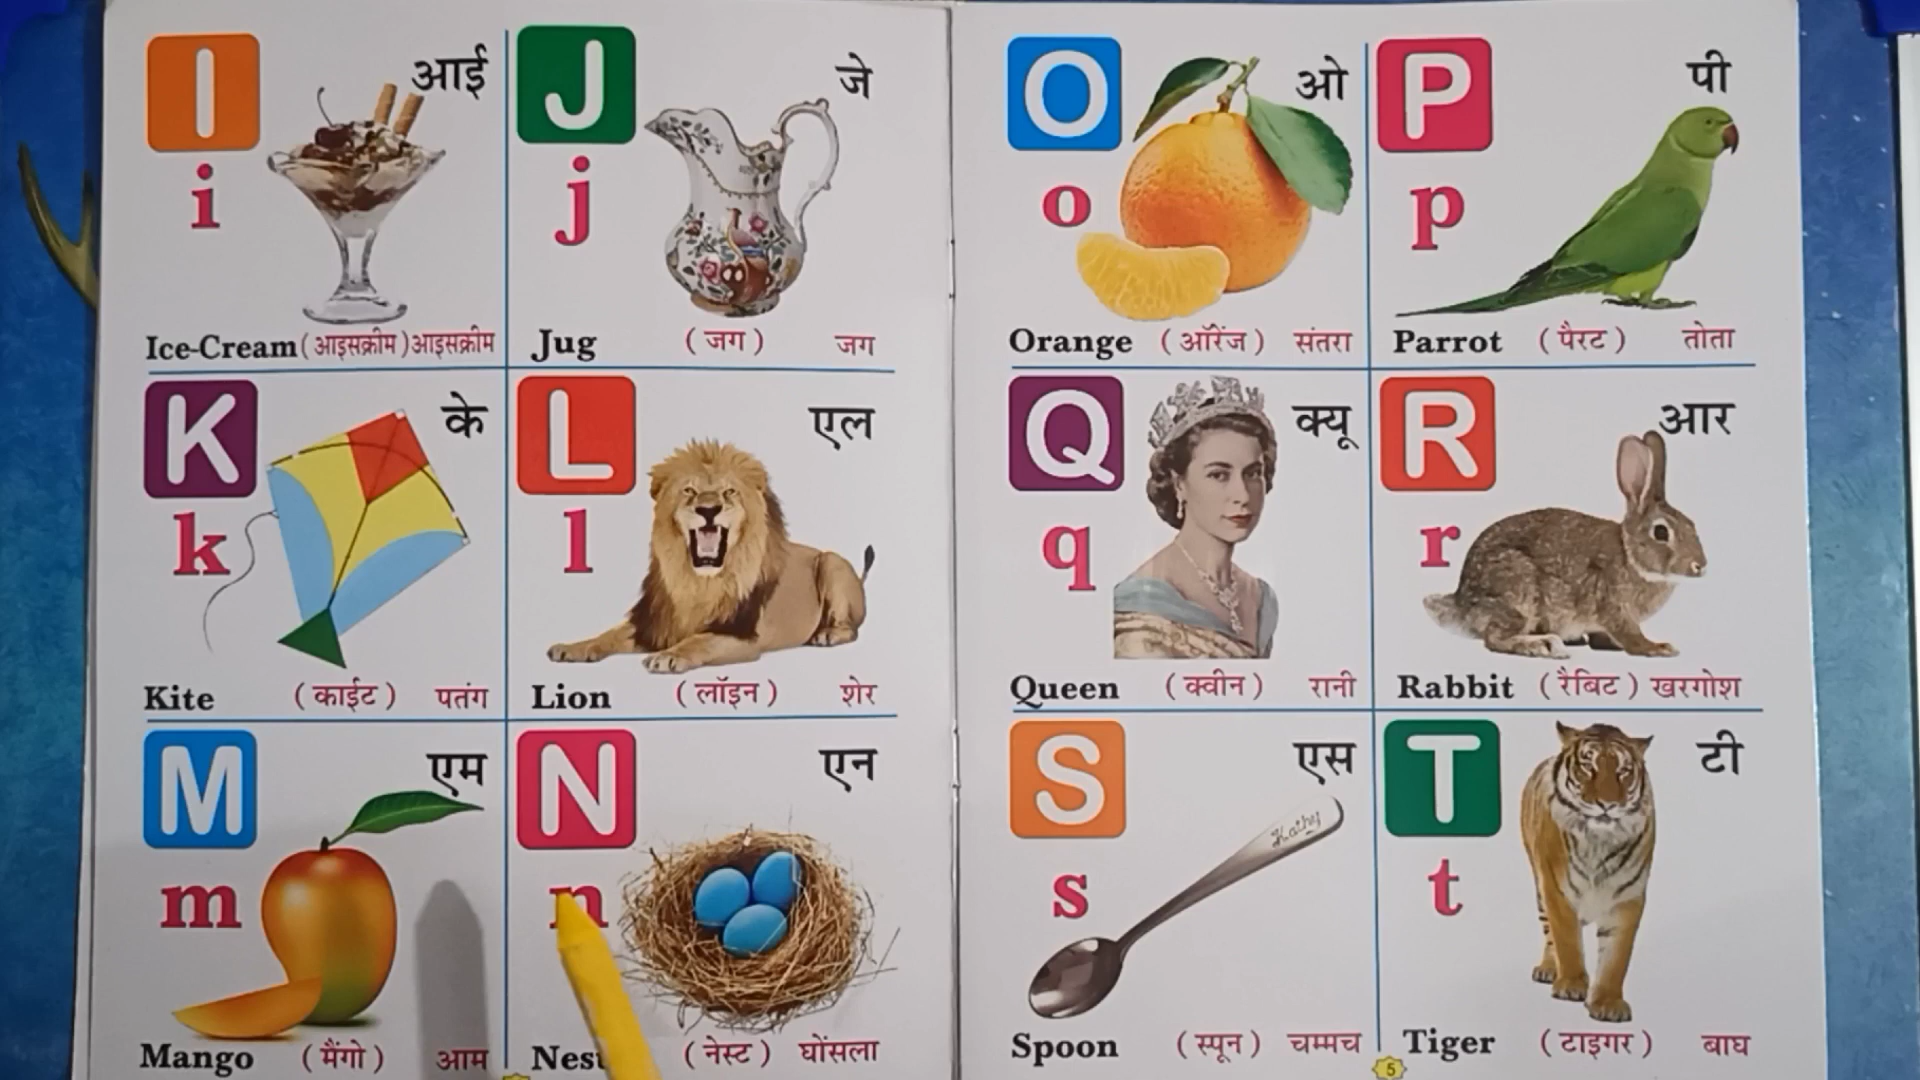 I आई
i
Ice-Cream (आइसक्रीम) आइसक्रीम
J जे
j
Jug (जग) जग
K के
k
Kite (काईट) पतंग
L एल
l
Lion (लॉइन) शेर
M एम
m
Mango (मैंगो) आम
N एन
n
Nest (नेस्ट) घोंसला
O ओ
o
Orange (ऑरेंज) संतरा
P पी
p
Parrot (पैरट) तोता
Q क्यू
q
Queen (क्वीन) रानी
R आर
r
Rabbit (रैबिट) खरगोश
S एस
s
Kathy
Spoon (स्पून) चम्मच
T टी
t
Tiger (टाइगर) बाघ
5